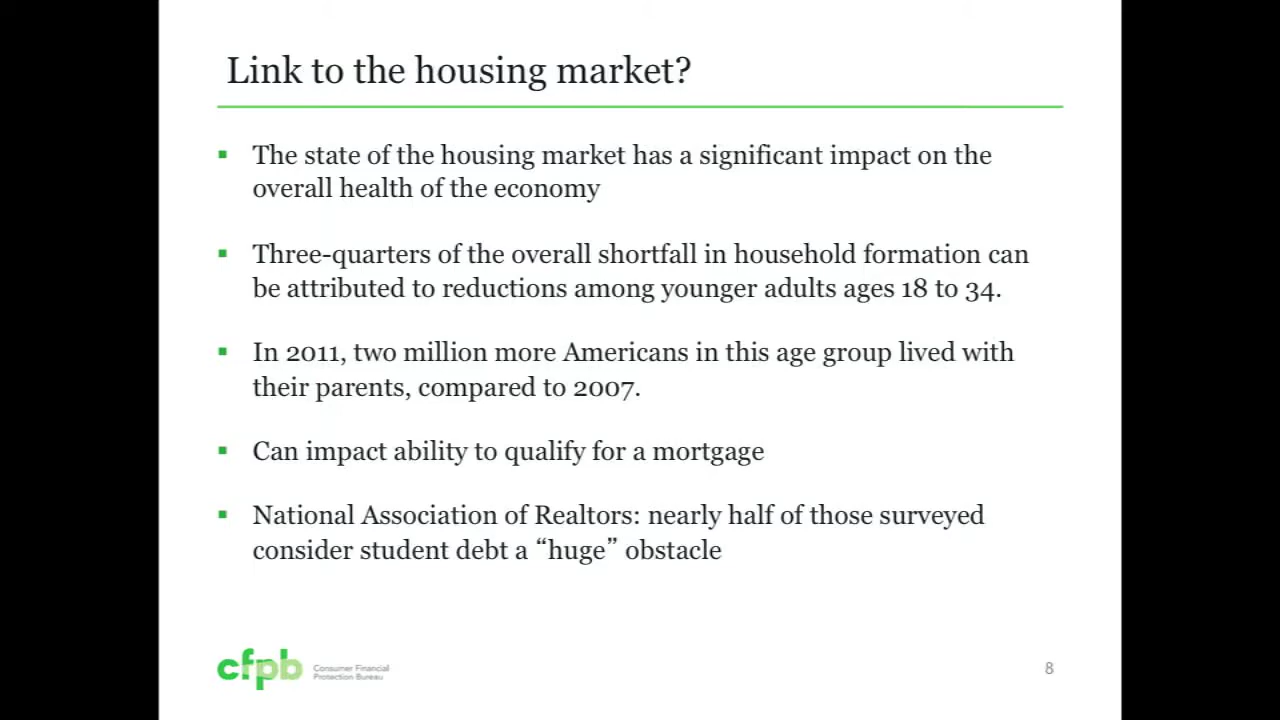 Link to the housing market?
The state of the housing market has a significant impact on the
overall health of the economy
Three-quarters of the overall shortfall in household formation can
be attributed to reductions among younger adults ages 18 to 34.
In 2011, two million more Americans in this age group lived with
their parents, compared to 2007.
Can impact ability to qualify for a mortgage
National Association of Realtors: nearly half of those surveyed
consider student debt a “huge” obstacle
cfpb
Consumer Financial
Protection Bureau
8